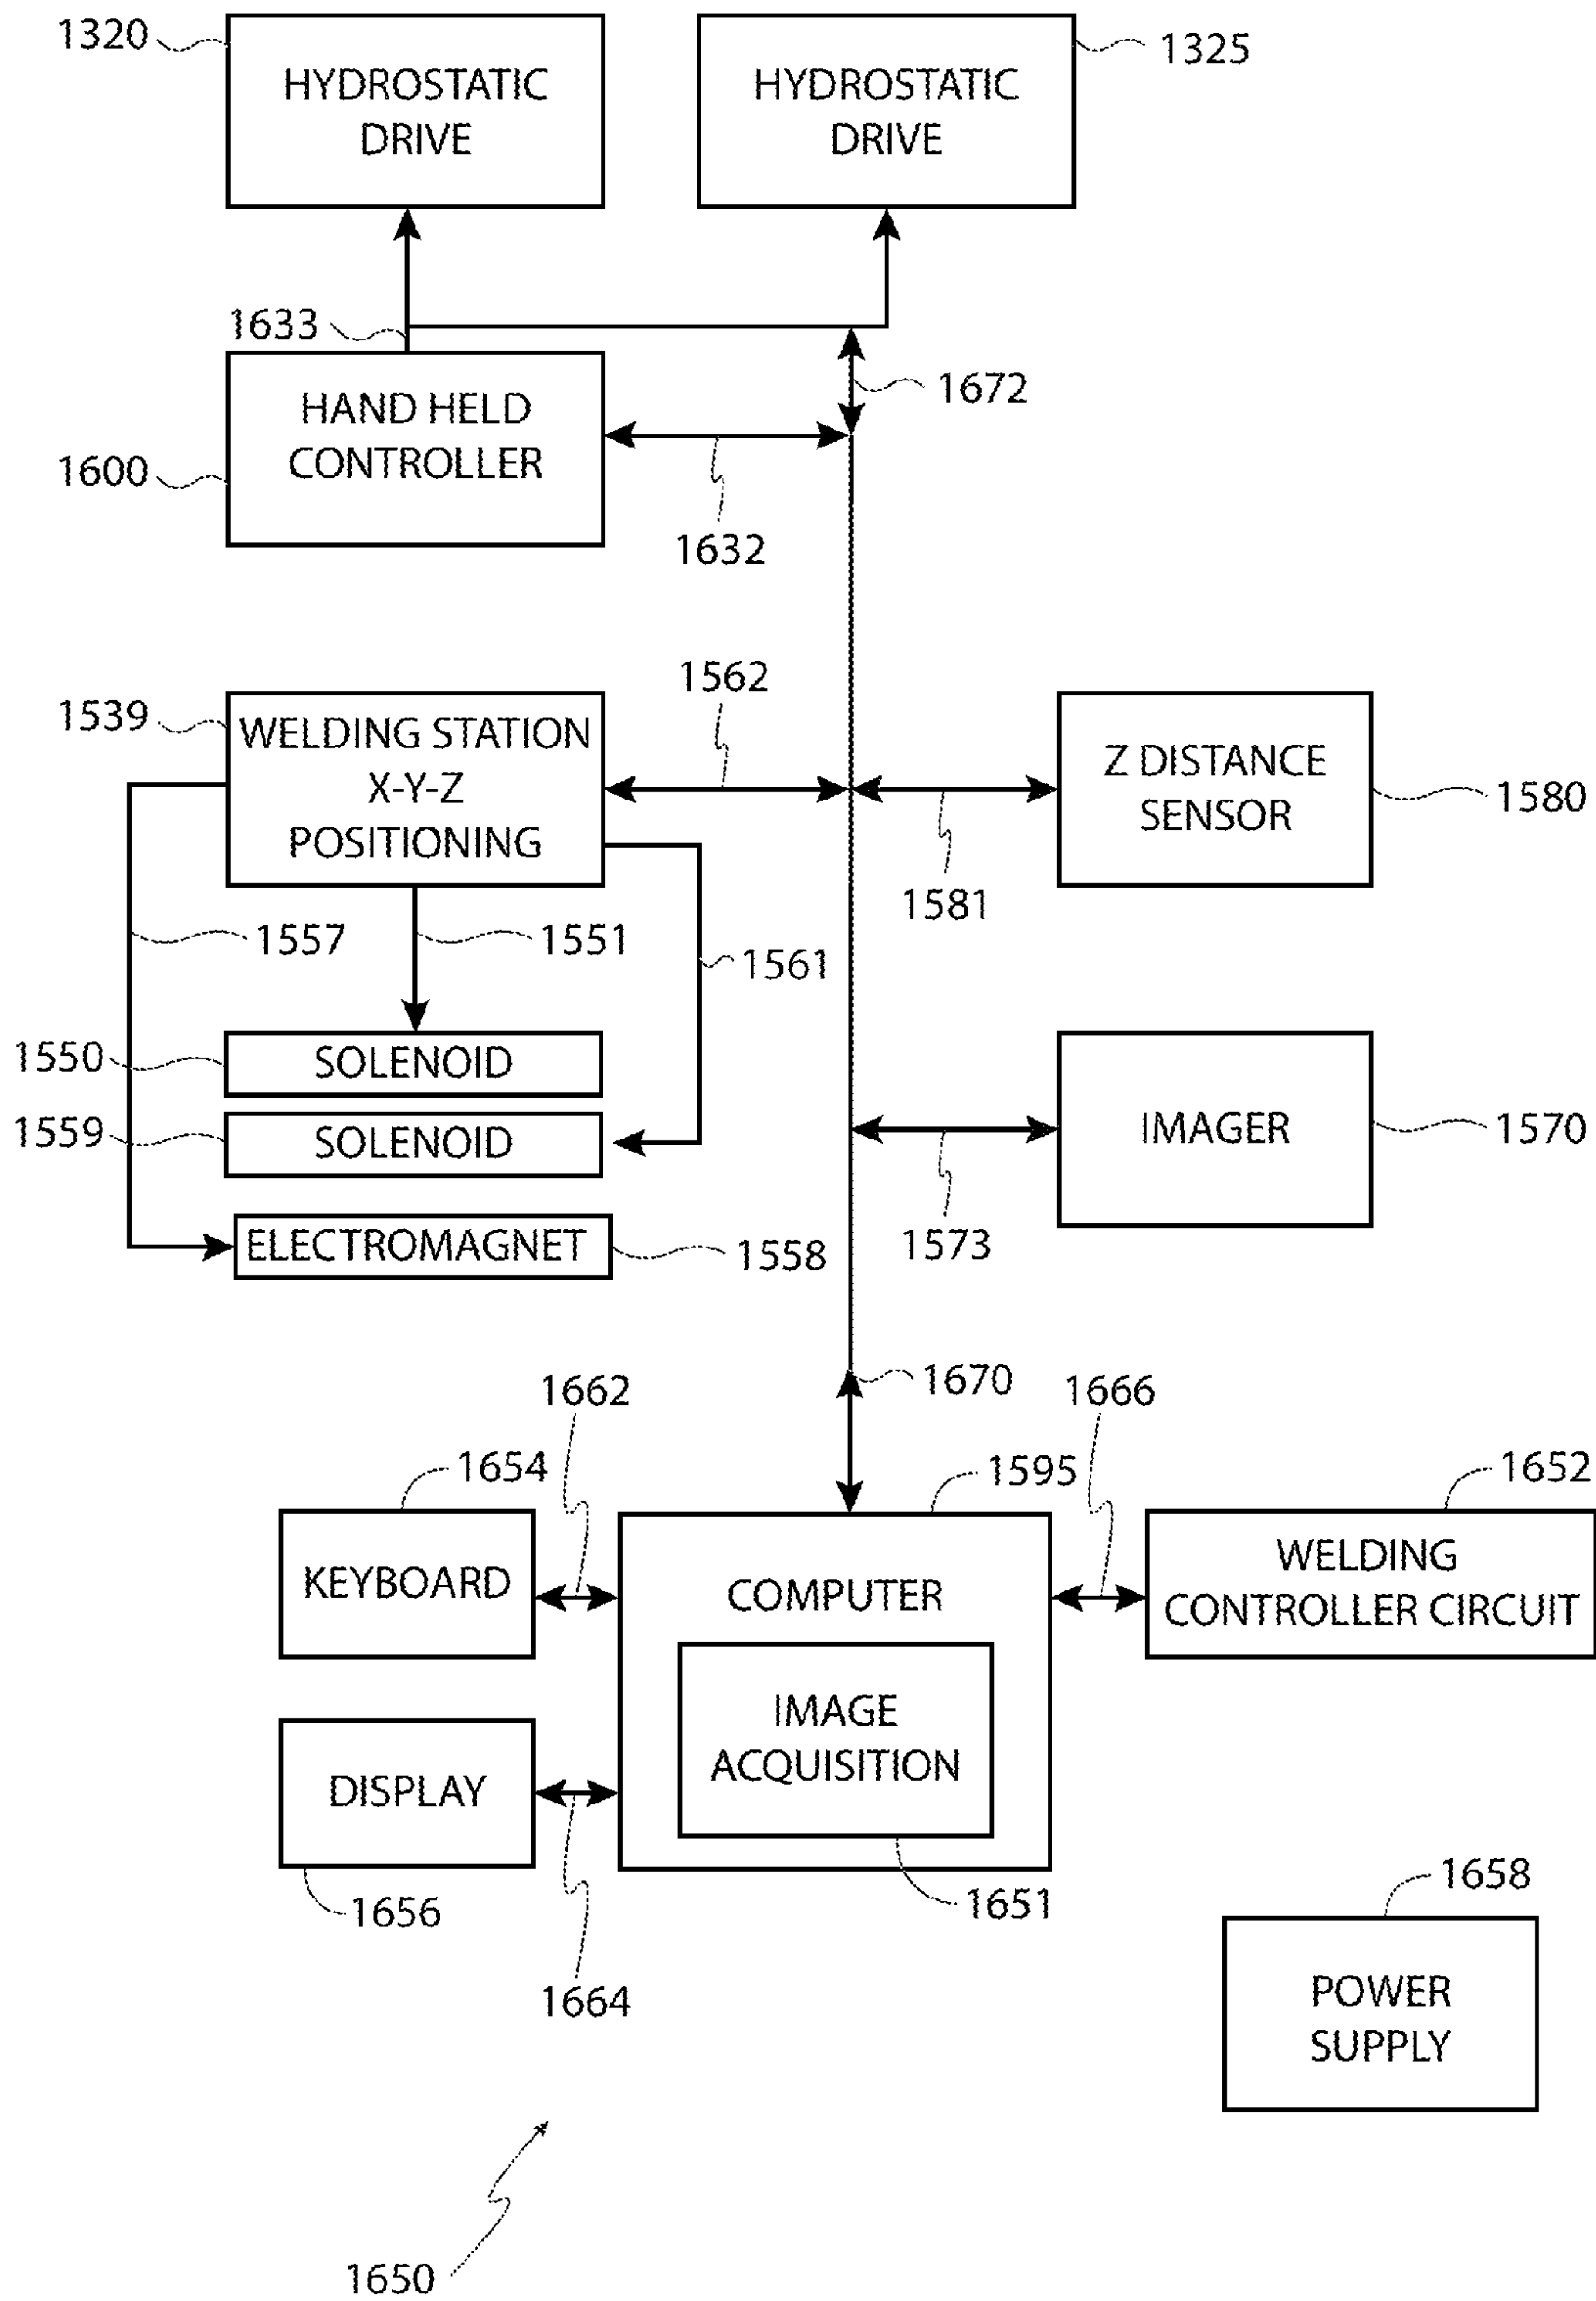 1320
HYDROSTATIC
DRIVE
HYDROSTATIC
DRIVE
1325
1633
HAND HELD
CONTROLLER
1600
1672
1632
1539
WELDING STATION
X-Y-Z
POSITIONING
1562
Z DISTANCE
SENSOR
1580
1581
1557
1551
1561
1550
SOLENOID
1559
SOLENOID
ELECTROMAGNET
1558
IMAGER
1570
1573
1670
1662
1666
1654
1595
1652
KEYBOARD
COMPUTER
WELDING
CONTROLLER CIRCUIT
IMAGE
ACQUISITION
DISPLAY
1656
1651
1664
1658
POWER
SUPPLY
1650